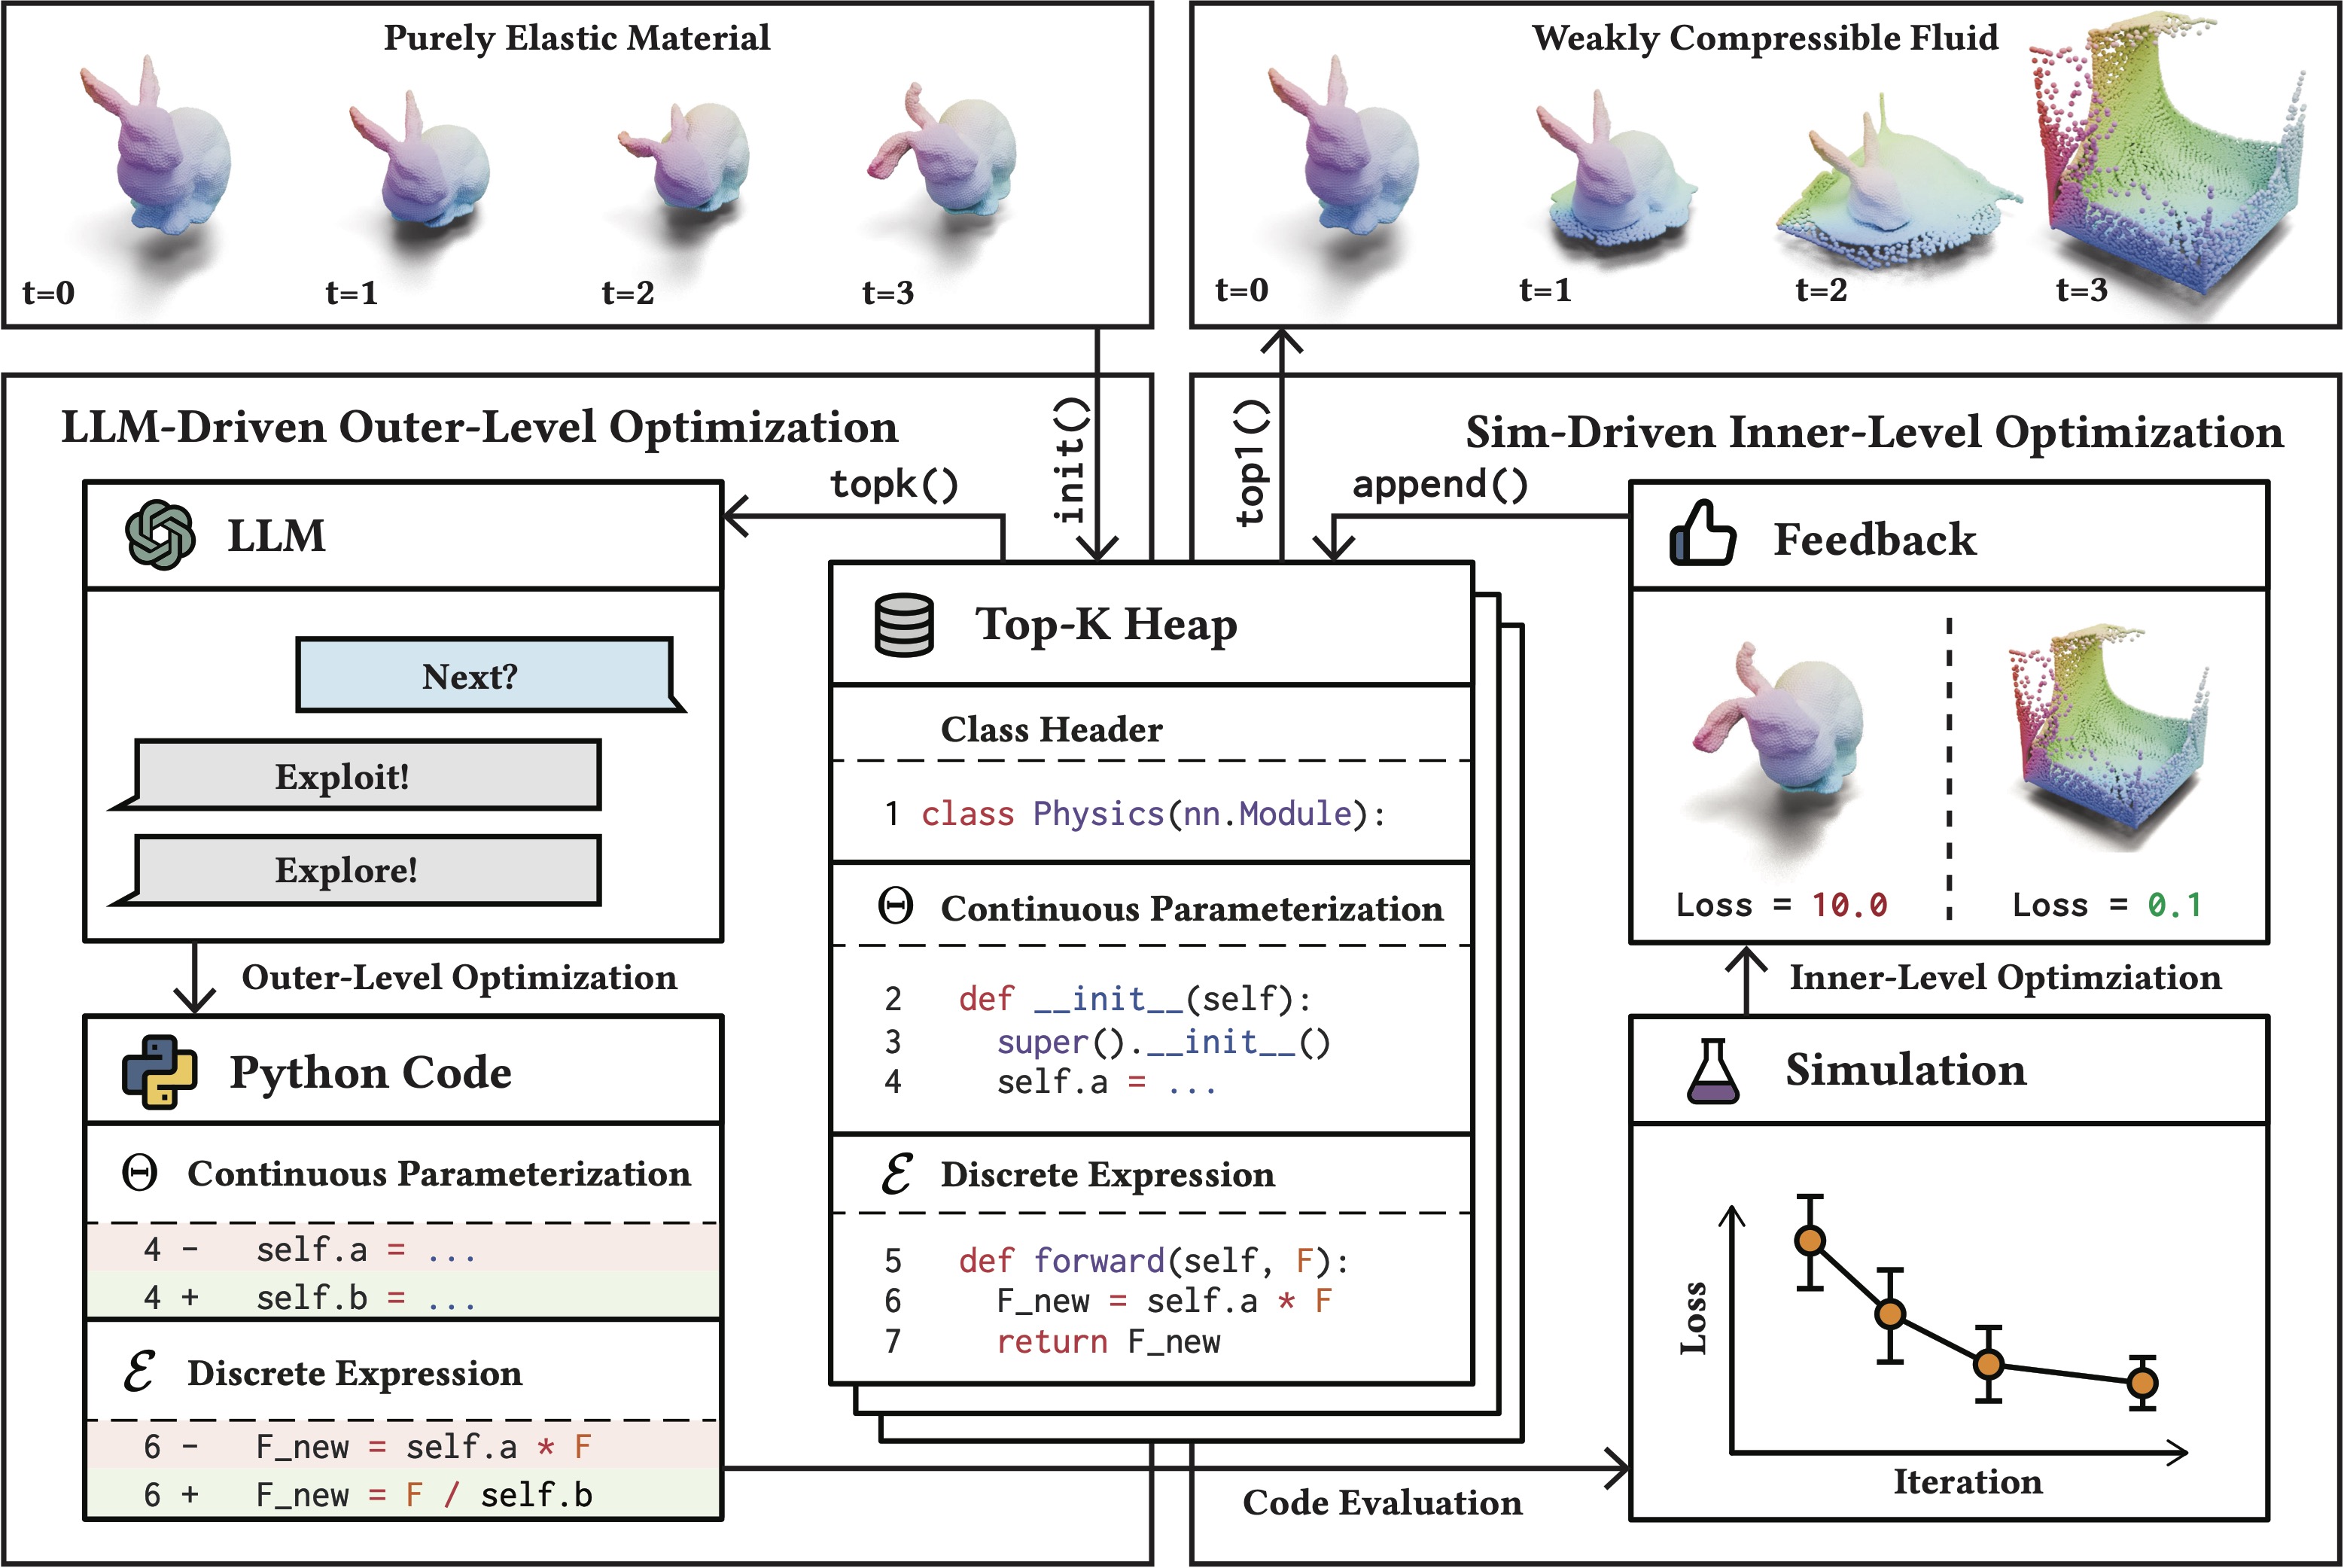 Purely Elastic Material
t=0
t=1
t=2
t=3
Weakly Compressible Fluid
t=0
t=1
t=2
t=3
LLM-Driven Outer-Level Optimization
topk()
init()
top1()
append()
Sim-Driven Inner-Level Optimization
LLM
Next?
Exploit!
Explore!
Outer-Level Optimization
Python Code
Θ Continuous Parameterization
4 - self.a = ...
4 + self.b = ...
ℰ Discrete Expression
6 - F_new = self.a * F
6 + F_new = F / self.b
Top-K Heap
Class Header
1 class Physics(nn.Module):
Θ Continuous Parameterization
2 def __init__(self):
3 super().__init__()
4 self.a = ...
ℰ Discrete Expression
5 def forward(self, F):
6 F_new = self.a * F
7 return F_new
Feedback
Loss = 10.0
Loss = 0.1
Inner-Level Optimziation
Simulation
Loss
Iteration
Code Evaluation